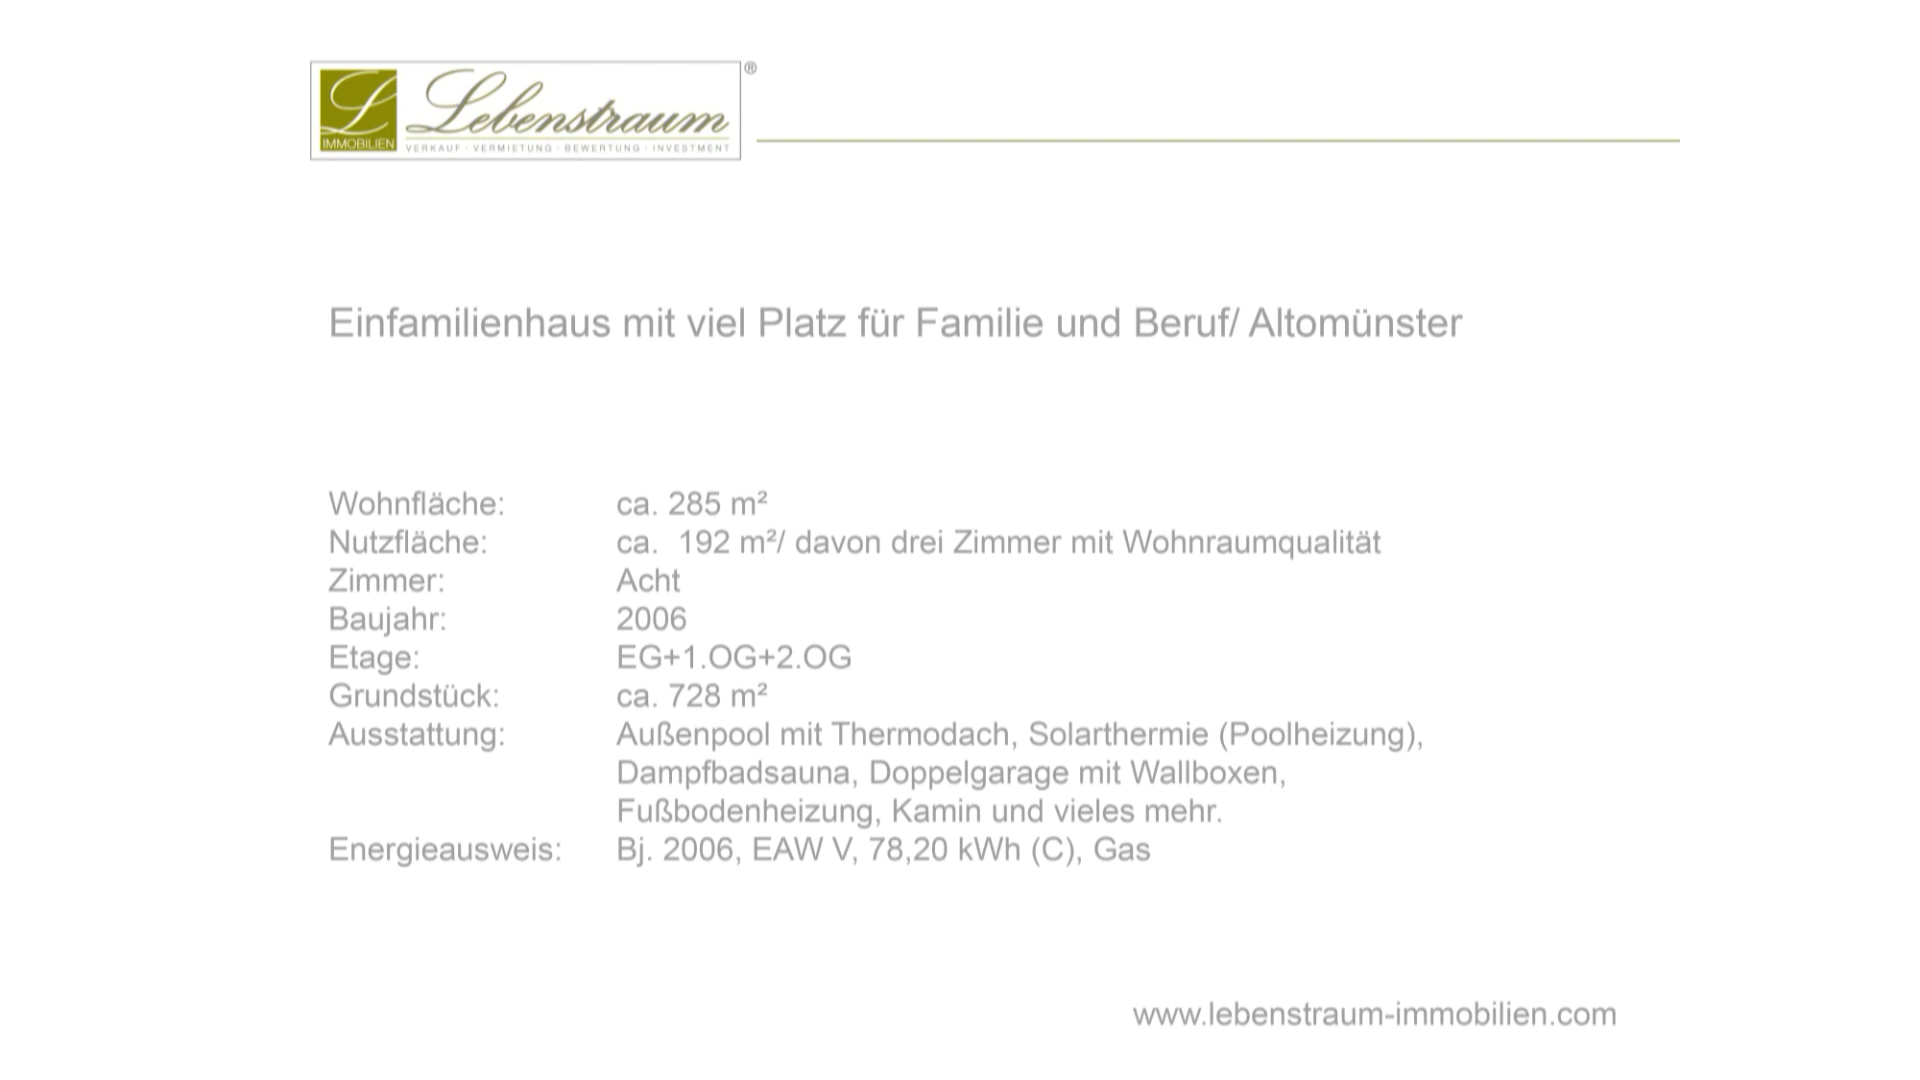 L Lebenstraum ®
IMMOBILIEN VERKAUF · VERMIETUNG · BEWERTUNG · INVESTMENT
Einfamilienhaus mit viel Platz für Familie und Beruf/ Altomünster
Wohnfläche: ca. 285 m²
Nutzfläche: ca.  192 m²/ davon drei Zimmer mit Wohnraumqualität
Zimmer: Acht
Baujahr: 2006
Etage: EG+1.OG+2.OG
Grundstück: ca. 728 m²
Ausstattung: Außenpool mit Thermodach, Solarthermie (Poolheizung),
Dampfbadsauna, Doppelgarage mit Wallboxen,
Fußbodenheizung, Kamin und vieles mehr.
Energieausweis: Bj. 2006, EAW V, 78,20 kWh (C), Gas
www.lebenstraum-immobilien.com